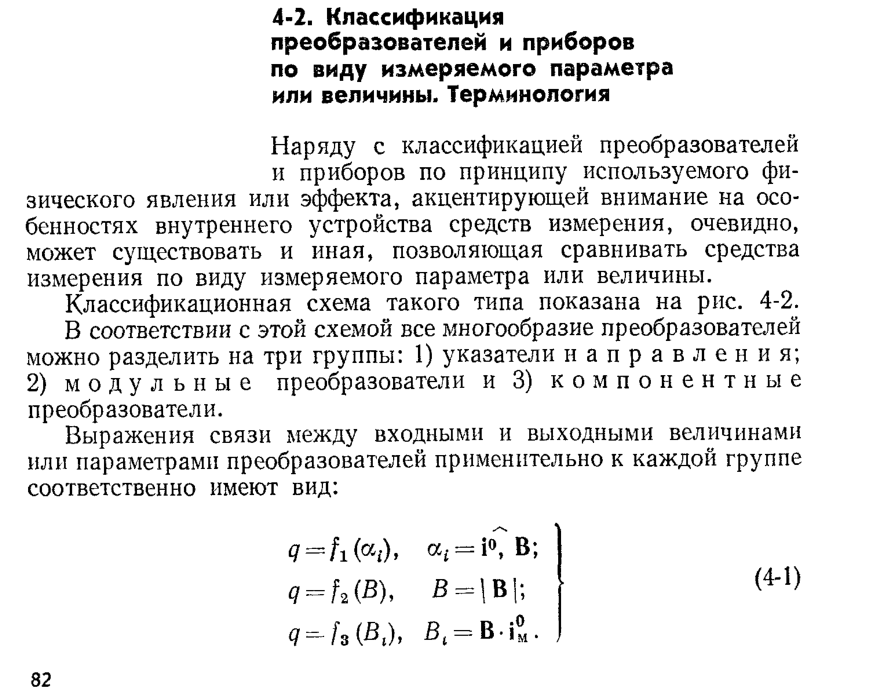 4-2. Классификация
преобразователей и приборов
по виду измеряемого параметра
или величины. Терминология
Наряду с классификацией преобразователей
и приборов по принципу используемого фи-
зического явления или эффекта, акцентирующей внимание на осо-
бенностях внутреннего устройства средств измерения, очевидно,
может существовать и иная, позволяющая сравнивать средства
измерения по виду измеряемого параметра или величины.
Классификационная схема такого типа показана на рис. 4-2.
В соответствии с этой схемой все многообразие преобразователей
можно разделить на три группы: 1) указатели н а п р а в л е н и я;
2) м о д у л ь н ы е преобразователи и 3) к о м п о н е н т н ы е
преобразователи.
Выражения связи между входными и выходными величинами
или параметрами преобразователей применительно к каждой группе
соответственно имеют вид:
q = f₁ (αᵢ), αᵢ = i⁰, B;
q = f₂ (B), B = | B |;
q = f₃ (Bᵢ), Bᵢ = B · i⁰ₘ.
(4-1)
82